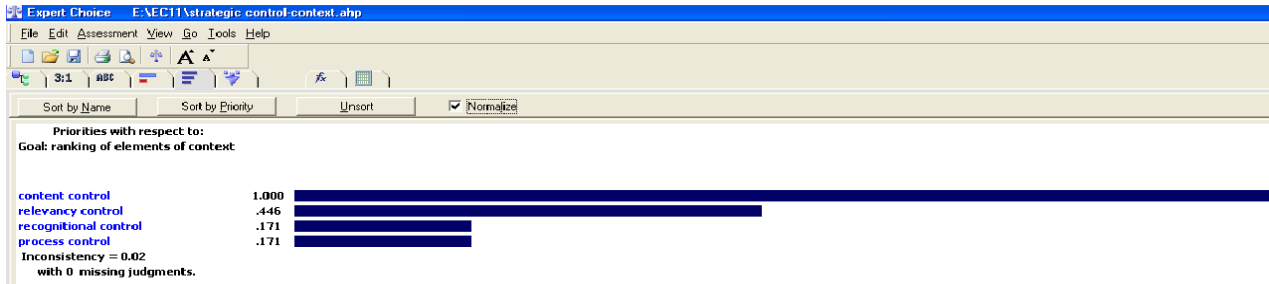 Expert Choice E:\EC11\strategic control-context.ahp
File Edit Assessment View Go Tools Help
A A
3:1 ABC fx
Sort by Name Sort by Priority Unsort Normalize
Priorities with respect to:
Goal: ranking of elements of context
content control 1.000
relevancy control .446
recognitional control .171
process control .171
Inconsistency = 0.02
with 0 missing judgments.